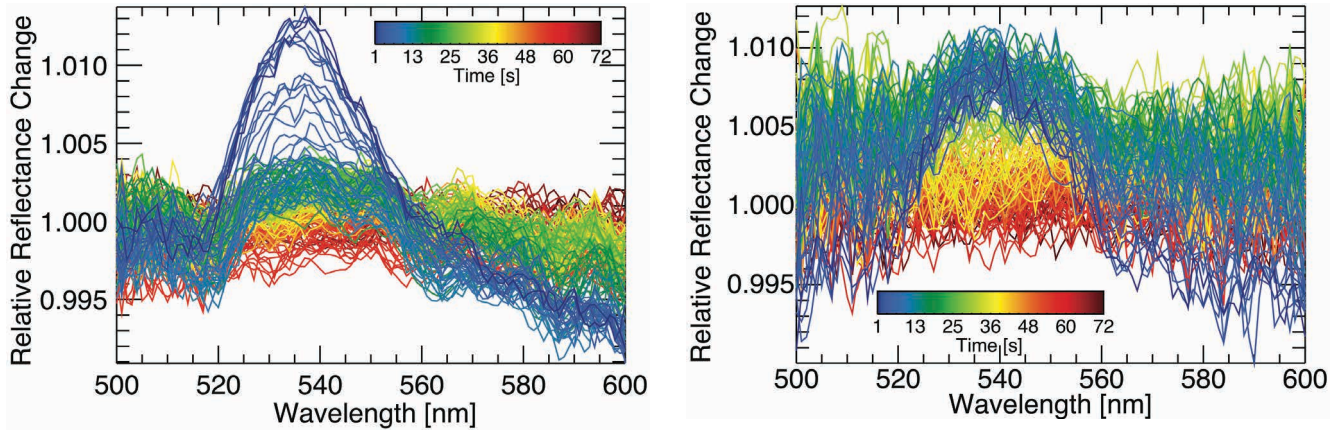 1 13 25 36 48 60 72
Time [s]
1.010
1.005
1.000
0.995
Relative Reflectance Change
500 520 540 560 580 600
Wavelength [nm]
1.010
1.005
1.000
0.995
Relative Reflectance Change
1 13 25 36 48 60 72
Time [s]
500 520 540 560 580 600
Wavelength [nm]